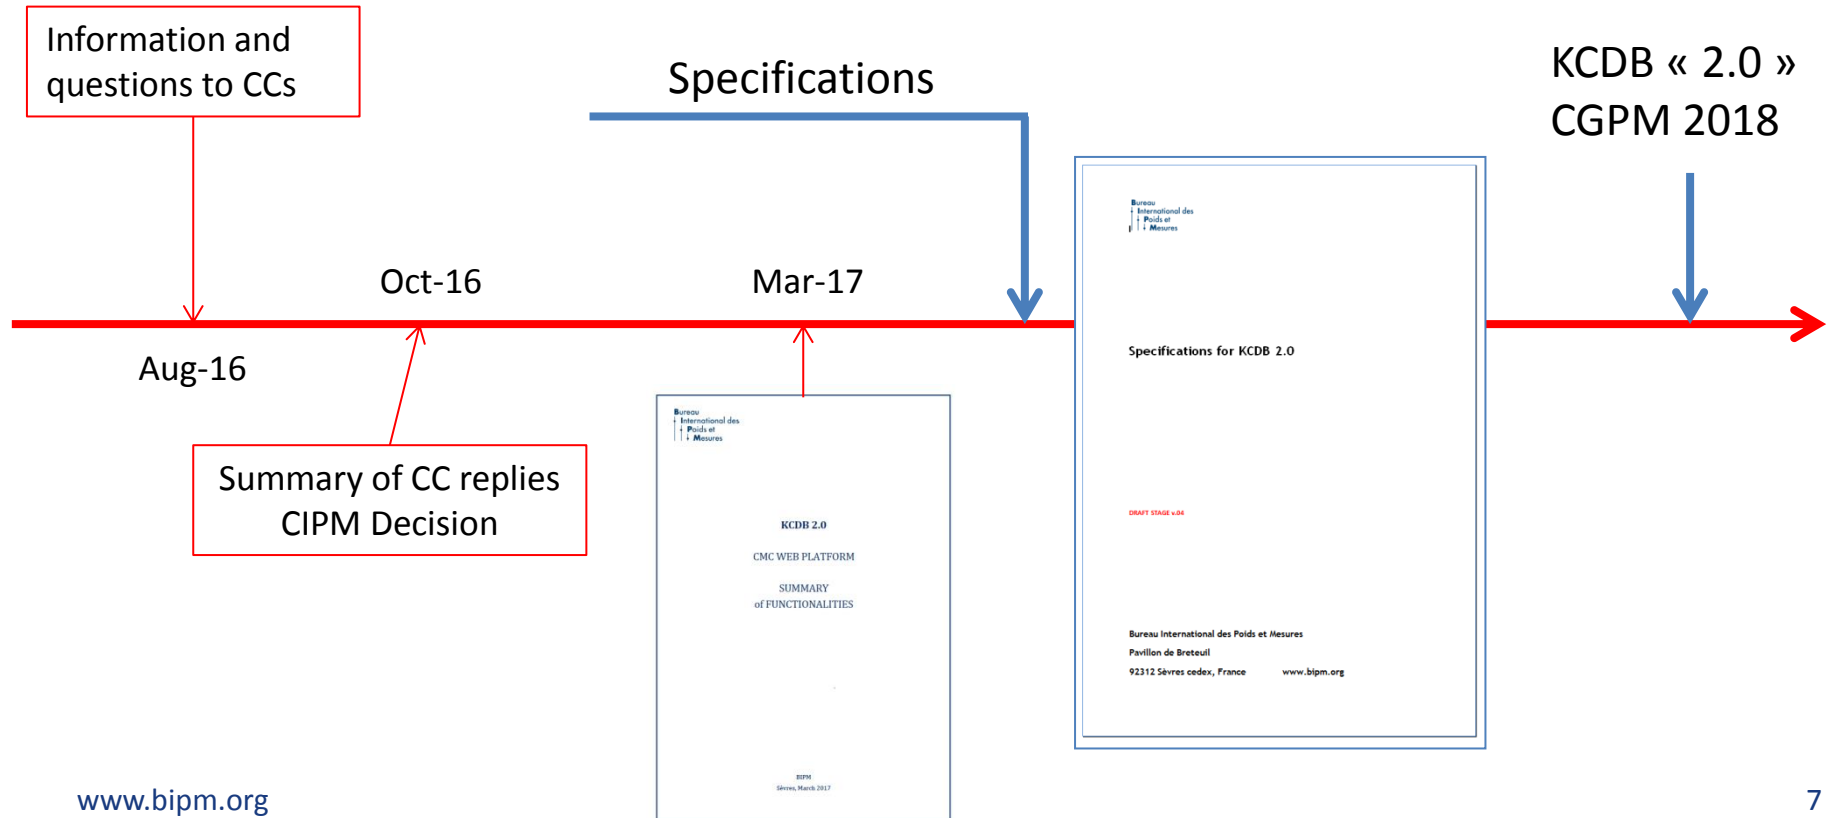 Information and
questions to CCs
Specifications
KCDB « 2.0 »
CGPM 2018
Oct-16
Mar-17
Aug-16
Summary of CC replies
CIPM Decision
Bureau
International des
Poids et
Mesures
KCDB 2.0
CMC WEB PLATFORM
SUMMARY
of FUNCTIONALITIES
BIPM
Sèvres, March 2017
Bureau
International des
Poids et
Mesures
Specifications for KCDB 2.0
DRAFT STAGE v.04
Bureau International des Poids et Mesures
Pavillon de Breteuil
92312 Sèvres cedex, France www.bipm.org
www.bipm.org
7